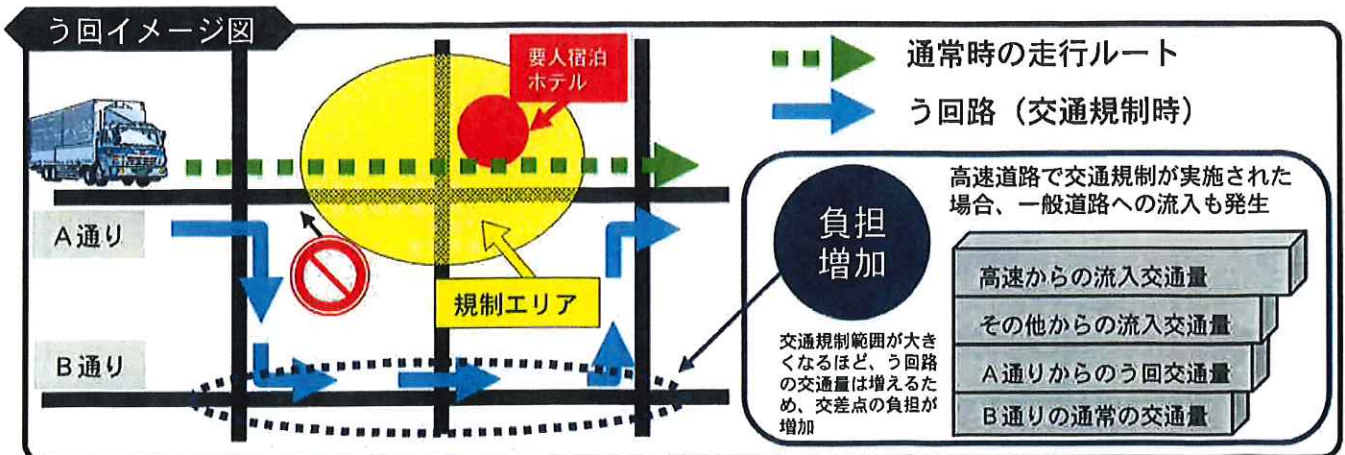 う回イメージ図
要人宿泊
ホテル
通常時の走行ルート
う回路（交通規制時）
A通り
規制エリア
B通り
負担
増加
交通規制範囲が大き
くなるほど、う回路
の交通量は増えるた
め、交差点の負担が
増加
高速道路で交通規制が実施された
場合、一般道路への流入も発生
高速からの流入交通量
その他からの流入交通量
A通りからのう回交通量
B通りの通常の交通量